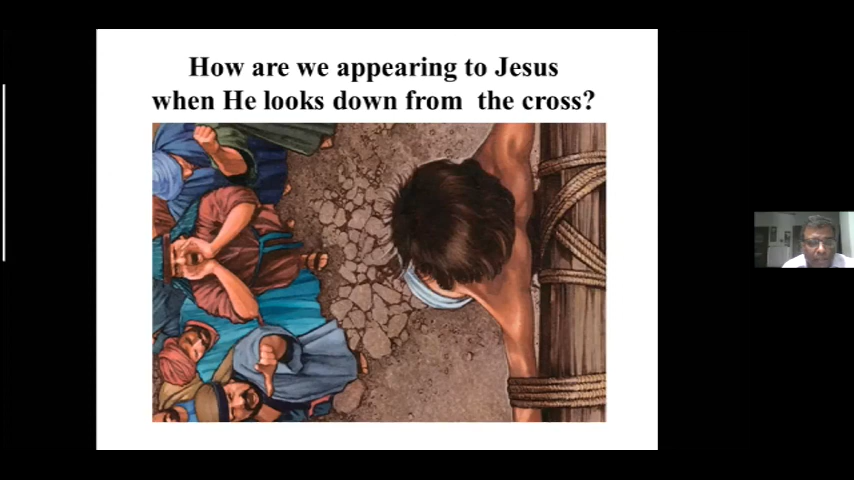 How are we appearing to Jesus
when He looks down from the cross?